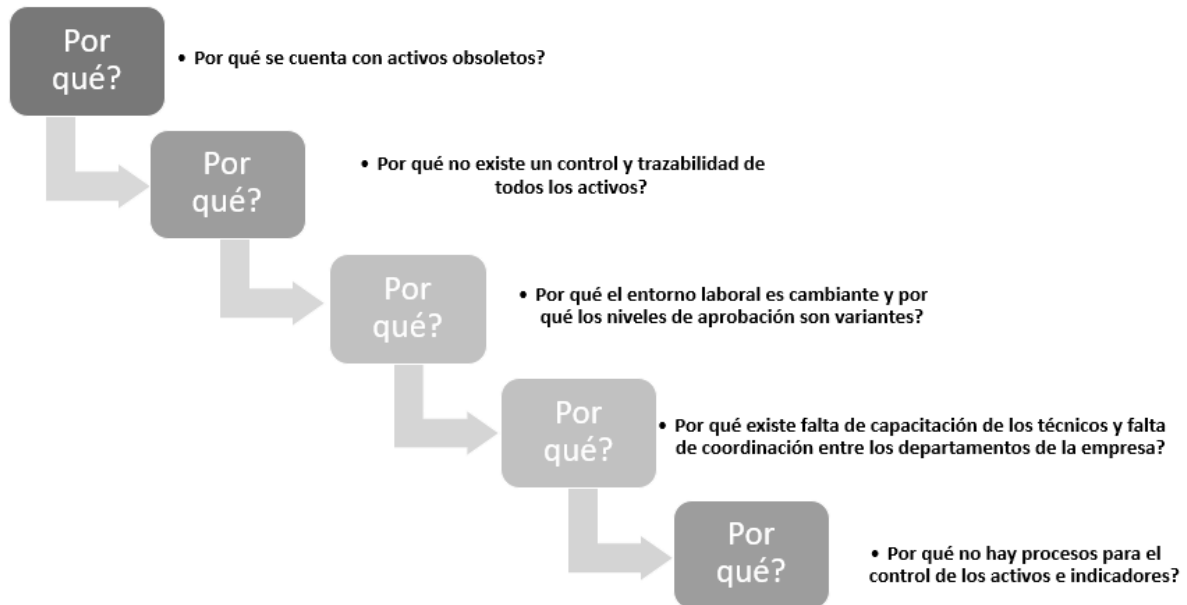 Por
qué?
• Por qué se cuenta con activos obsoletos?
Por
qué?
• Por qué no existe un control y trazabilidad de
todos los activos?
Por
qué?
• Por qué el entorno laboral es cambiante y por
qué los niveles de aprobación son variantes?
Por
qué?
• Por qué existe falta de capacitación de los técnicos y falta
de coordinación entre los departamentos de la empresa?
Por
qué?
• Por qué no hay procesos para el
control de los activos e indicadores?